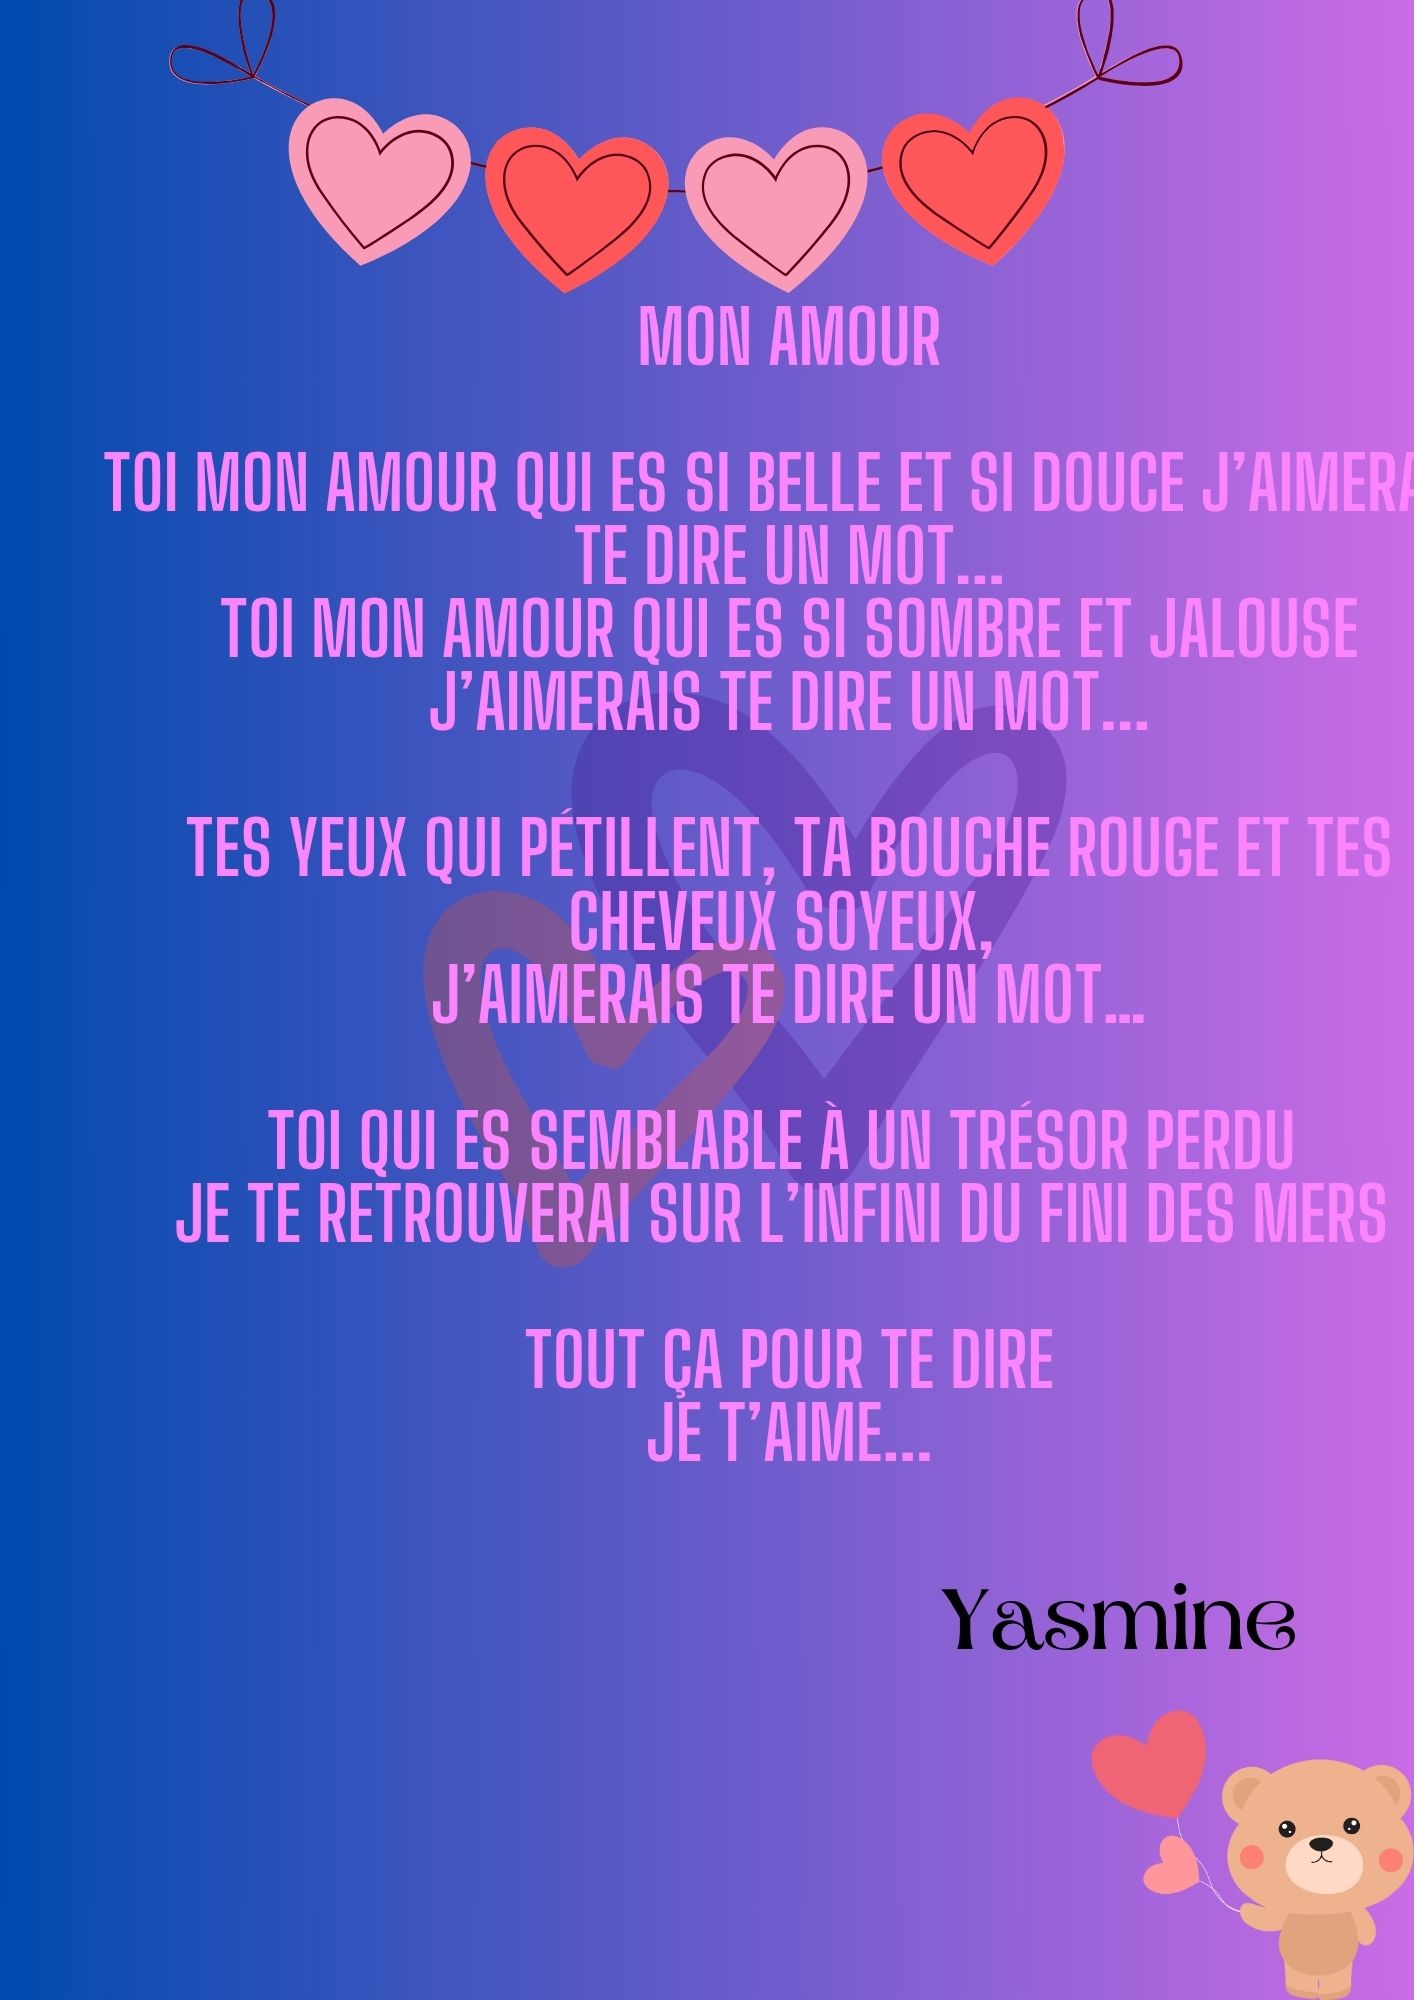 MON AMOUR
TOI MON AMOUR QUI ES SI BELLE ET SI DOUCE J’AIMERA
TE DIRE UN MOT...
TOI MON AMOUR QUI ES SI SOMBRE ET JALOUSE
J’AIMERAIS TE DIRE UN MOT...
TES YEUX QUI PÉTILLENT, TA BOUCHE ROUGE ET TES
CHEVEUX SOYEUX,
J’AIMERAIS TE DIRE UN MOT...
TOI QUI ES SEMBLABLE À UN TRÉSOR PERDU
JE TE RETROUVERAI SUR L’INFINI DU FINI DES MERS
TOUT ÇA POUR TE DIRE
JE T’AIME...
Yasmine